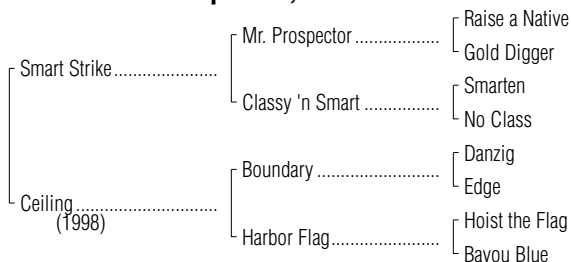 Raise a Native
Mr. Prospector ..................
Gold Digger
Smart Strike......................
Smarten
Classy 'n Smart ..................
No Class
Danzig
Boundary ..........................
Edge
Ceiling..............................
(1998)
Hoist the Flag
Harbor Flag.......................
Bayou Blue